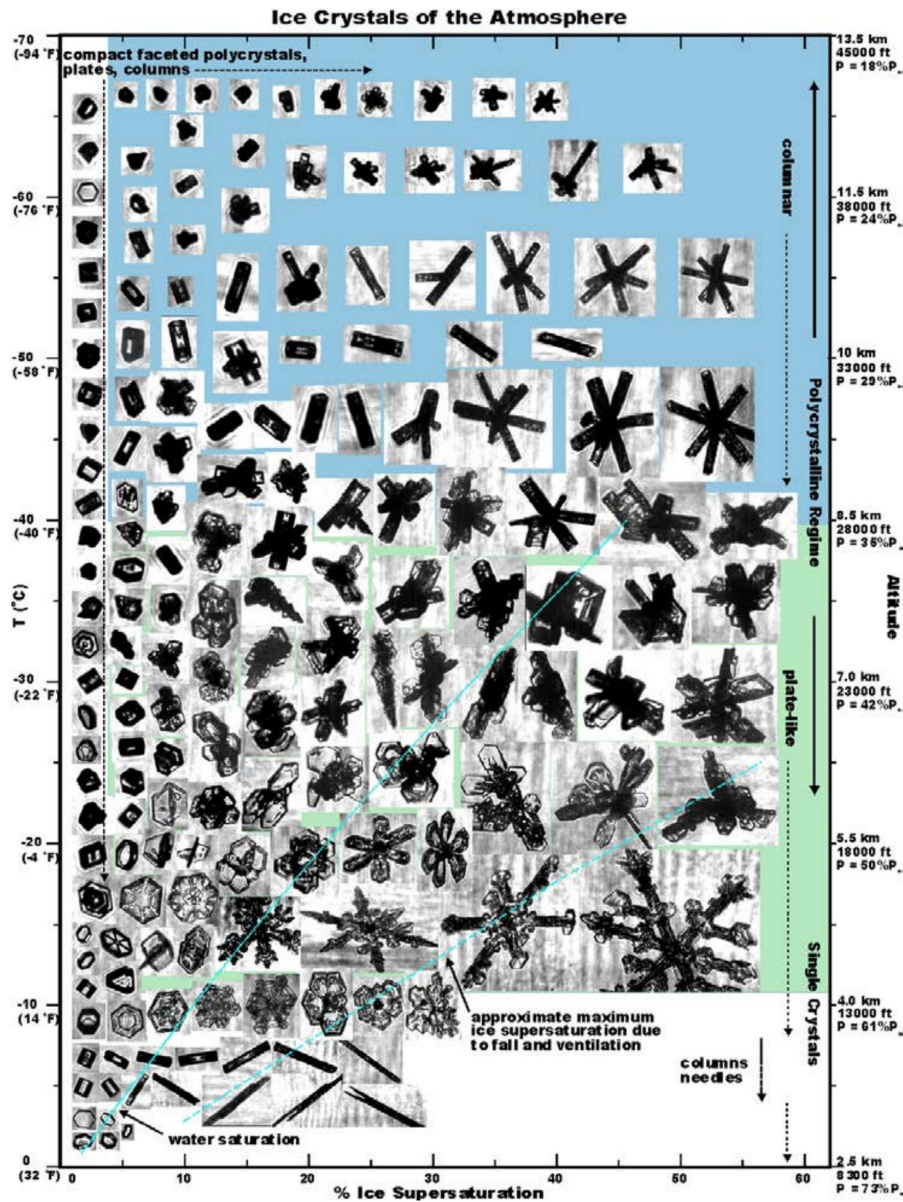 Ice Crystals of the Atmosphere
-70
(-94 °F)
compact faceted polycrystals,
plates, columns
13.5 km
45000 ft
P = 18%P
columnar
-60
(-76 °F)
11.5 km
38000 ft
P = 24%P
-50
(-58 °F)
10 km
33000 ft
P = 29%P
Polycrystalline Regime
-40
(-40 °F)
8.5 km
28000 ft
P = 35%P
T (°C)
Altitude
-30
(-22 °F)
7.0 km
23000 ft
P = 42%P
plate-like
-20
(-4 °F)
5.5 km
18000 ft
P = 50%P
Single Crystals
-10
(14 °F)
4.0 km
13000 ft
P = 61%P
approximate maximum
ice supersaturation due
to fall and ventilation
columns
needles
water saturation
0
(32 °F)
2.5 km
8300 ft
P = 73%P
0 10 20 30 40 50 60
% Ice Supersaturation